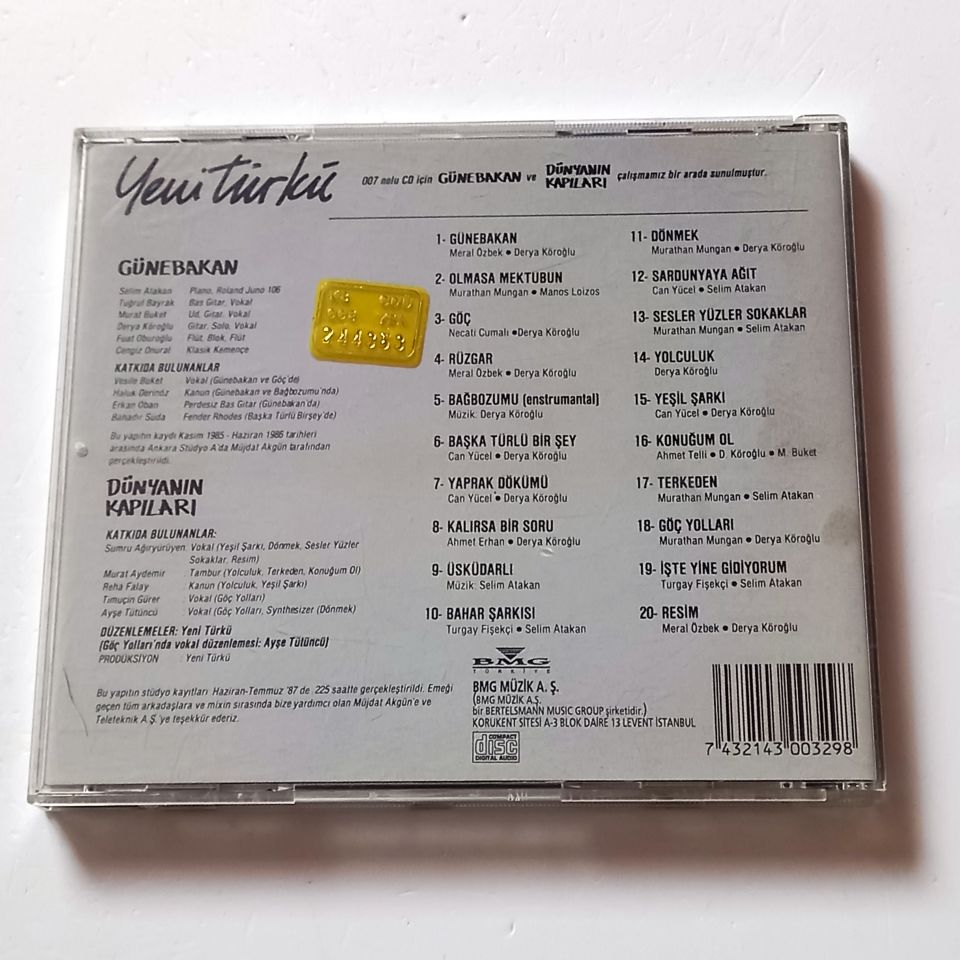 Yeni Türkü
007 nolu CD için GÜNEBAKAN ve DÜNYANIN KAPILARI çalışmamız bir arada sunulmuştur.
GÜNEBAKAN
Selim Atakan Piano, Roland Juno 106
Tuğrul Bayrak Bas Gitar, Vokal
Murat Buket Ud, Gitar, Vokal
Derya Köroğlu Gitar, Solo, Vokal
Fuat Oburoğlu Flüt, Blok, Flüt
Cengiz Onural Klasik Kemençe
KATKIDA BULUNANLAR
Vesile Buket Vokal (Günebakan ve Göç'de)
Haluk Derinöz Kanun (Günebakan ve Bağbozumu'nda)
Erkan Oban Perdesiz Bas Gitar (Günebakan'da)
Bahadır Suda Fender Rhodes (Başka Türlü Birşey'de)
Bu yapıtın kaydı Kasım 1985 - Haziran 1986 tarihleri
arasında Ankara Stüdyo A'da Müjdat Akgün tarafından
gerçekleştirildi.
DÜNYANIN
KAPILARI
KATKIDA BULUNANLAR:
Sumru Ağıryürüyen Vokal (Yeşil Şarkı, Dönmek, Sesler Yüzler
Sokaklar, Resim)
Murat Aydemir : Tambur (Yolculuk, Terkeden, Konuğum Ol)
Reha Falay : Kanun (Yolculuk, Yeşil Şarkı)
Timuçin Gürer : Vokal (Göç Yolları)
Ayşe Tütüncü : Vokal (Göç Yolları, Synthesizer (Dönmek)
DÜZENLEMELER: Yeni Türkü
(Göç Yolları'nda vokal düzenlemesi: Ayşe Tütüncü)
PRODÜKSİYON : Yeni Türkü
Bu yapıtın stüdyo kayıtları Haziran-Temmuz '87 de 225 saatte gerçekleştirildi. Emeği
geçen tüm arkadaşlara ve mixin sırasında bize yardımcı olan Müjdat Akgün'e ve
Teleteknik A.Ş.'ye teşekkür ederiz.
244353
1- GÜNEBAKAN
Meral Özbek • Derya Köroğlu
2- OLMASA MEKTUBUN
Murathan Mungan • Manos Loizos
3- GÖÇ
Necati Cumalı • Derya Köroğlu
4- RÜZGAR
Meral Özbek • Derya Köroğlu
5- BAĞBOZUMU (enstrumantal)
Müzik: Derya Köroğlu
6- BAŞKA TÜRLÜ BİR ŞEY
Can Yücel • Derya Köroğlu
7- YAPRAK DÖKÜMÜ
Can Yücel • Derya Köroğlu
8- KALIRSA BİR SORU
Ahmet Erhan • Derya Köroğlu
9- ÜSKÜDARLI
Müzik: Selim Atakan
10- BAHAR ŞARKISI
Turgay Fişekçi • Selim Atakan
11- DÖNMEK
Murathan Mungan • Derya Köroğlu
12- SARDUNYAYA AĞIT
Can Yücel • Selim Atakan
13- SESLER YÜZLER SOKAKLAR
Murathan Mungan • Selim Atakan
14- YOLCULUK
Derya Köroğlu
15- YEŞİL ŞARKI
Can Yücel • Derya Köroğlu
16- KONUĞUM OL
Ahmet Telli • D. Köroğlu • M. Buket
17- TERKEDEN
Murathan Mungan • Selim Atakan
18- GÖÇ YOLLARI
Murathan Mungan • Derya Köroğlu
19- İŞTE YİNE GİDİYORUM
Turgay Fişekçi • Selim Atakan
20- RESİM
Meral Özbek • Derya Köroğlu
BMG
TÜRKİYE
BMG MÜZİK A. Ş.
(BMG MÜZİK A.Ş.
bir BERTELSMANN MUSIC GROUP şirketidir.)
KORUKENT SİTESİ A-3 BLOK DAİRE 13 LEVENT İSTANBUL
COMPACT
disc
DIGITAL AUDIO
7 432143 003298